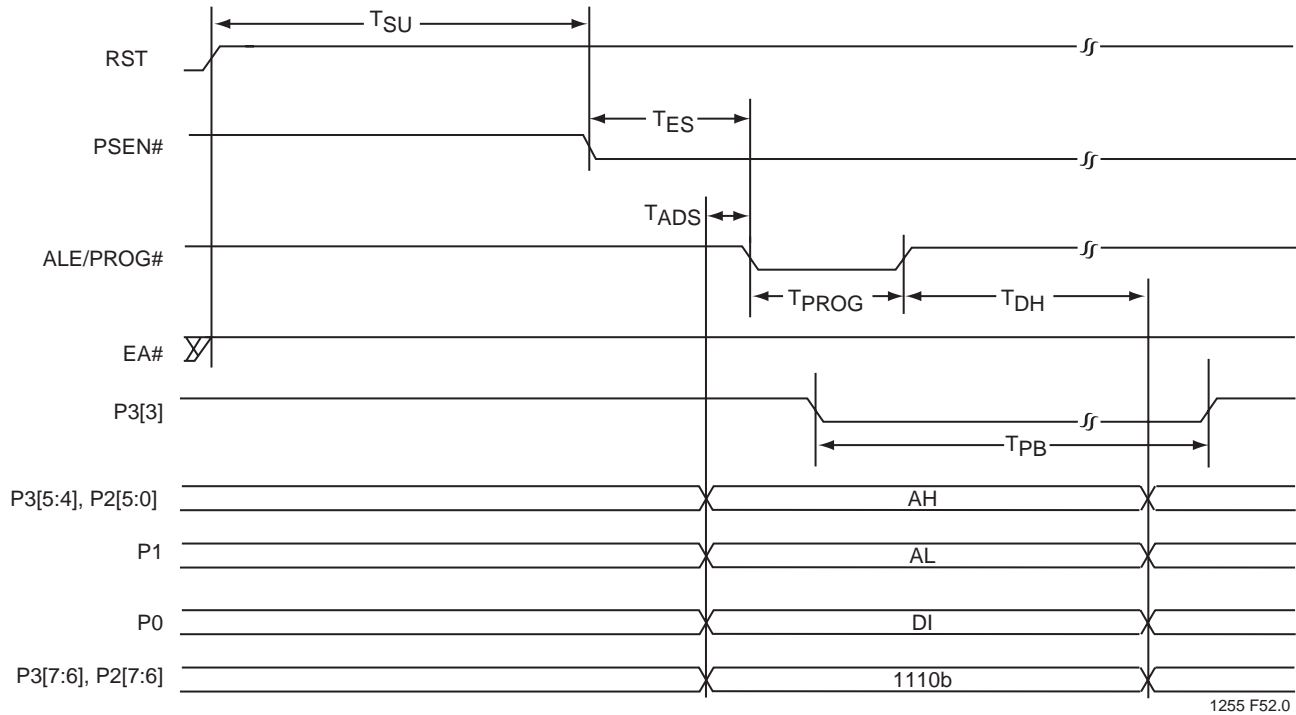 TSU
RST
TES
PSEN#
TADS
ALE/PROG#
TPROG
TDH
EA#
P3[3]
TPB
P3[5:4], P2[5:0]
AH
P1
AL
P0
DI
P3[7:6], P2[7:6]
1110b
1255 F52.0